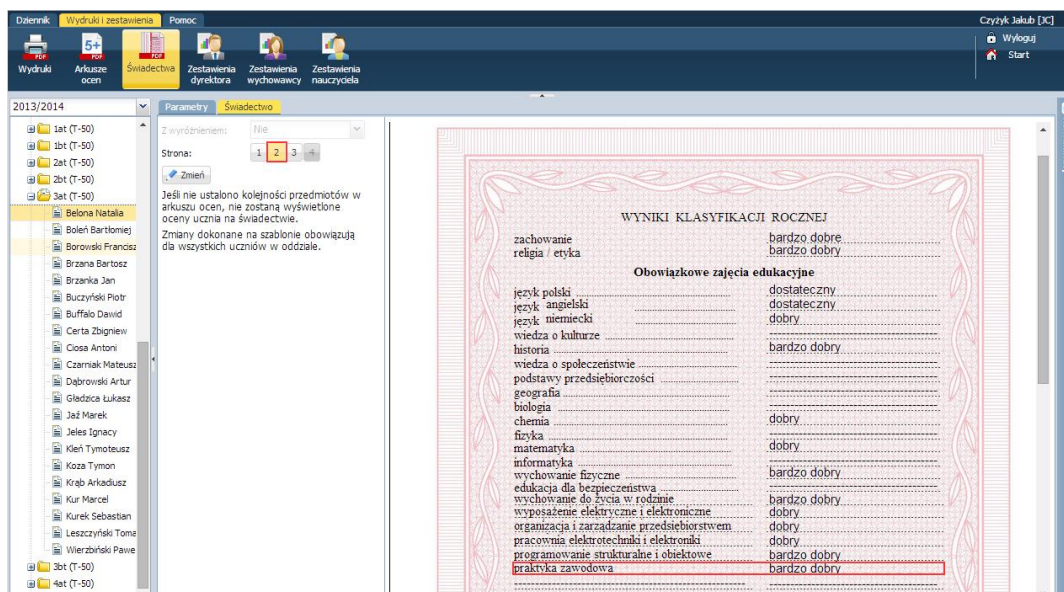 Dziennik Wydruki i zestawienia Pomoc Czyżyk Jakub [JC]
5+
PDF PDF PDF
Wydruki Arkusze ocen Świadectwa Zestawienia dyrektora Zestawienia wychowawcy Zestawienia nauczyciela
Wyloguj
Start
2013/2014
1at (T-50)
1bt (T-50)
2at (T-50)
2bt (T-50)
3at (T-50)
Belona Natalia
Boleń Bartłomiej
Borowski Francisz
Brzana Bartosz
Brzanka Jan
Buczyński Piotr
Buffalo Dawid
Certa Zbigniew
Ciosa Antoni
Czarniak Mateusz
Dąbrowski Artur
Gładzica Łukasz
Jaź Marek
Jeles Ignacy
Kleń Tymoteusz
Koza Tymon
Krąb Arkadiusz
Kur Marcel
Kurek Sebastian
Leszczyński Toma
Wierzbiński Pawe
3bt (T-50)
4at (T-50)
Parametry Świadectwo
Z wyróżnieniem: Nie
Strona: 1 2 3 4
Zmień
Jeśli nie ustalono kolejności przedmiotów w
arkuszu ocen, nie zostaną wyświetlone
oceny ucznia na świadectwie.
Zmiany dokonane na szablonie obowiązują
dla wszystkich uczniów w oddziale.
WYNIKI KLASYFIKACJI ROCZNEJ
zachowanie bardzo dobre
religia / etyka bardzo dobry
Obowiązkowe zajęcia edukacyjne
język polski dostateczny
język angielski dostateczny
język niemiecki dobry
wiedza o kulturze
historia bardzo dobry
wiedza o społeczeństwie
podstawy przedsiębiorczości
geografia
biologia
chemia dobry
fizyka
matematyka dobry
informatyka
wychowanie fizyczne bardzo dobry
edukacja dla bezpieczeństwa
wychowanie do życia w rodzinie bardzo dobry
wyposażenie elektryczne i elektroniczne dobry
organizacja i zarządzanie przedsiębiorstwem dobry
pracownia elektrotechniki i elektroniki dobry
programowanie strukturalne i obiektowe bardzo dobry
praktyka zawodowa bardzo dobry